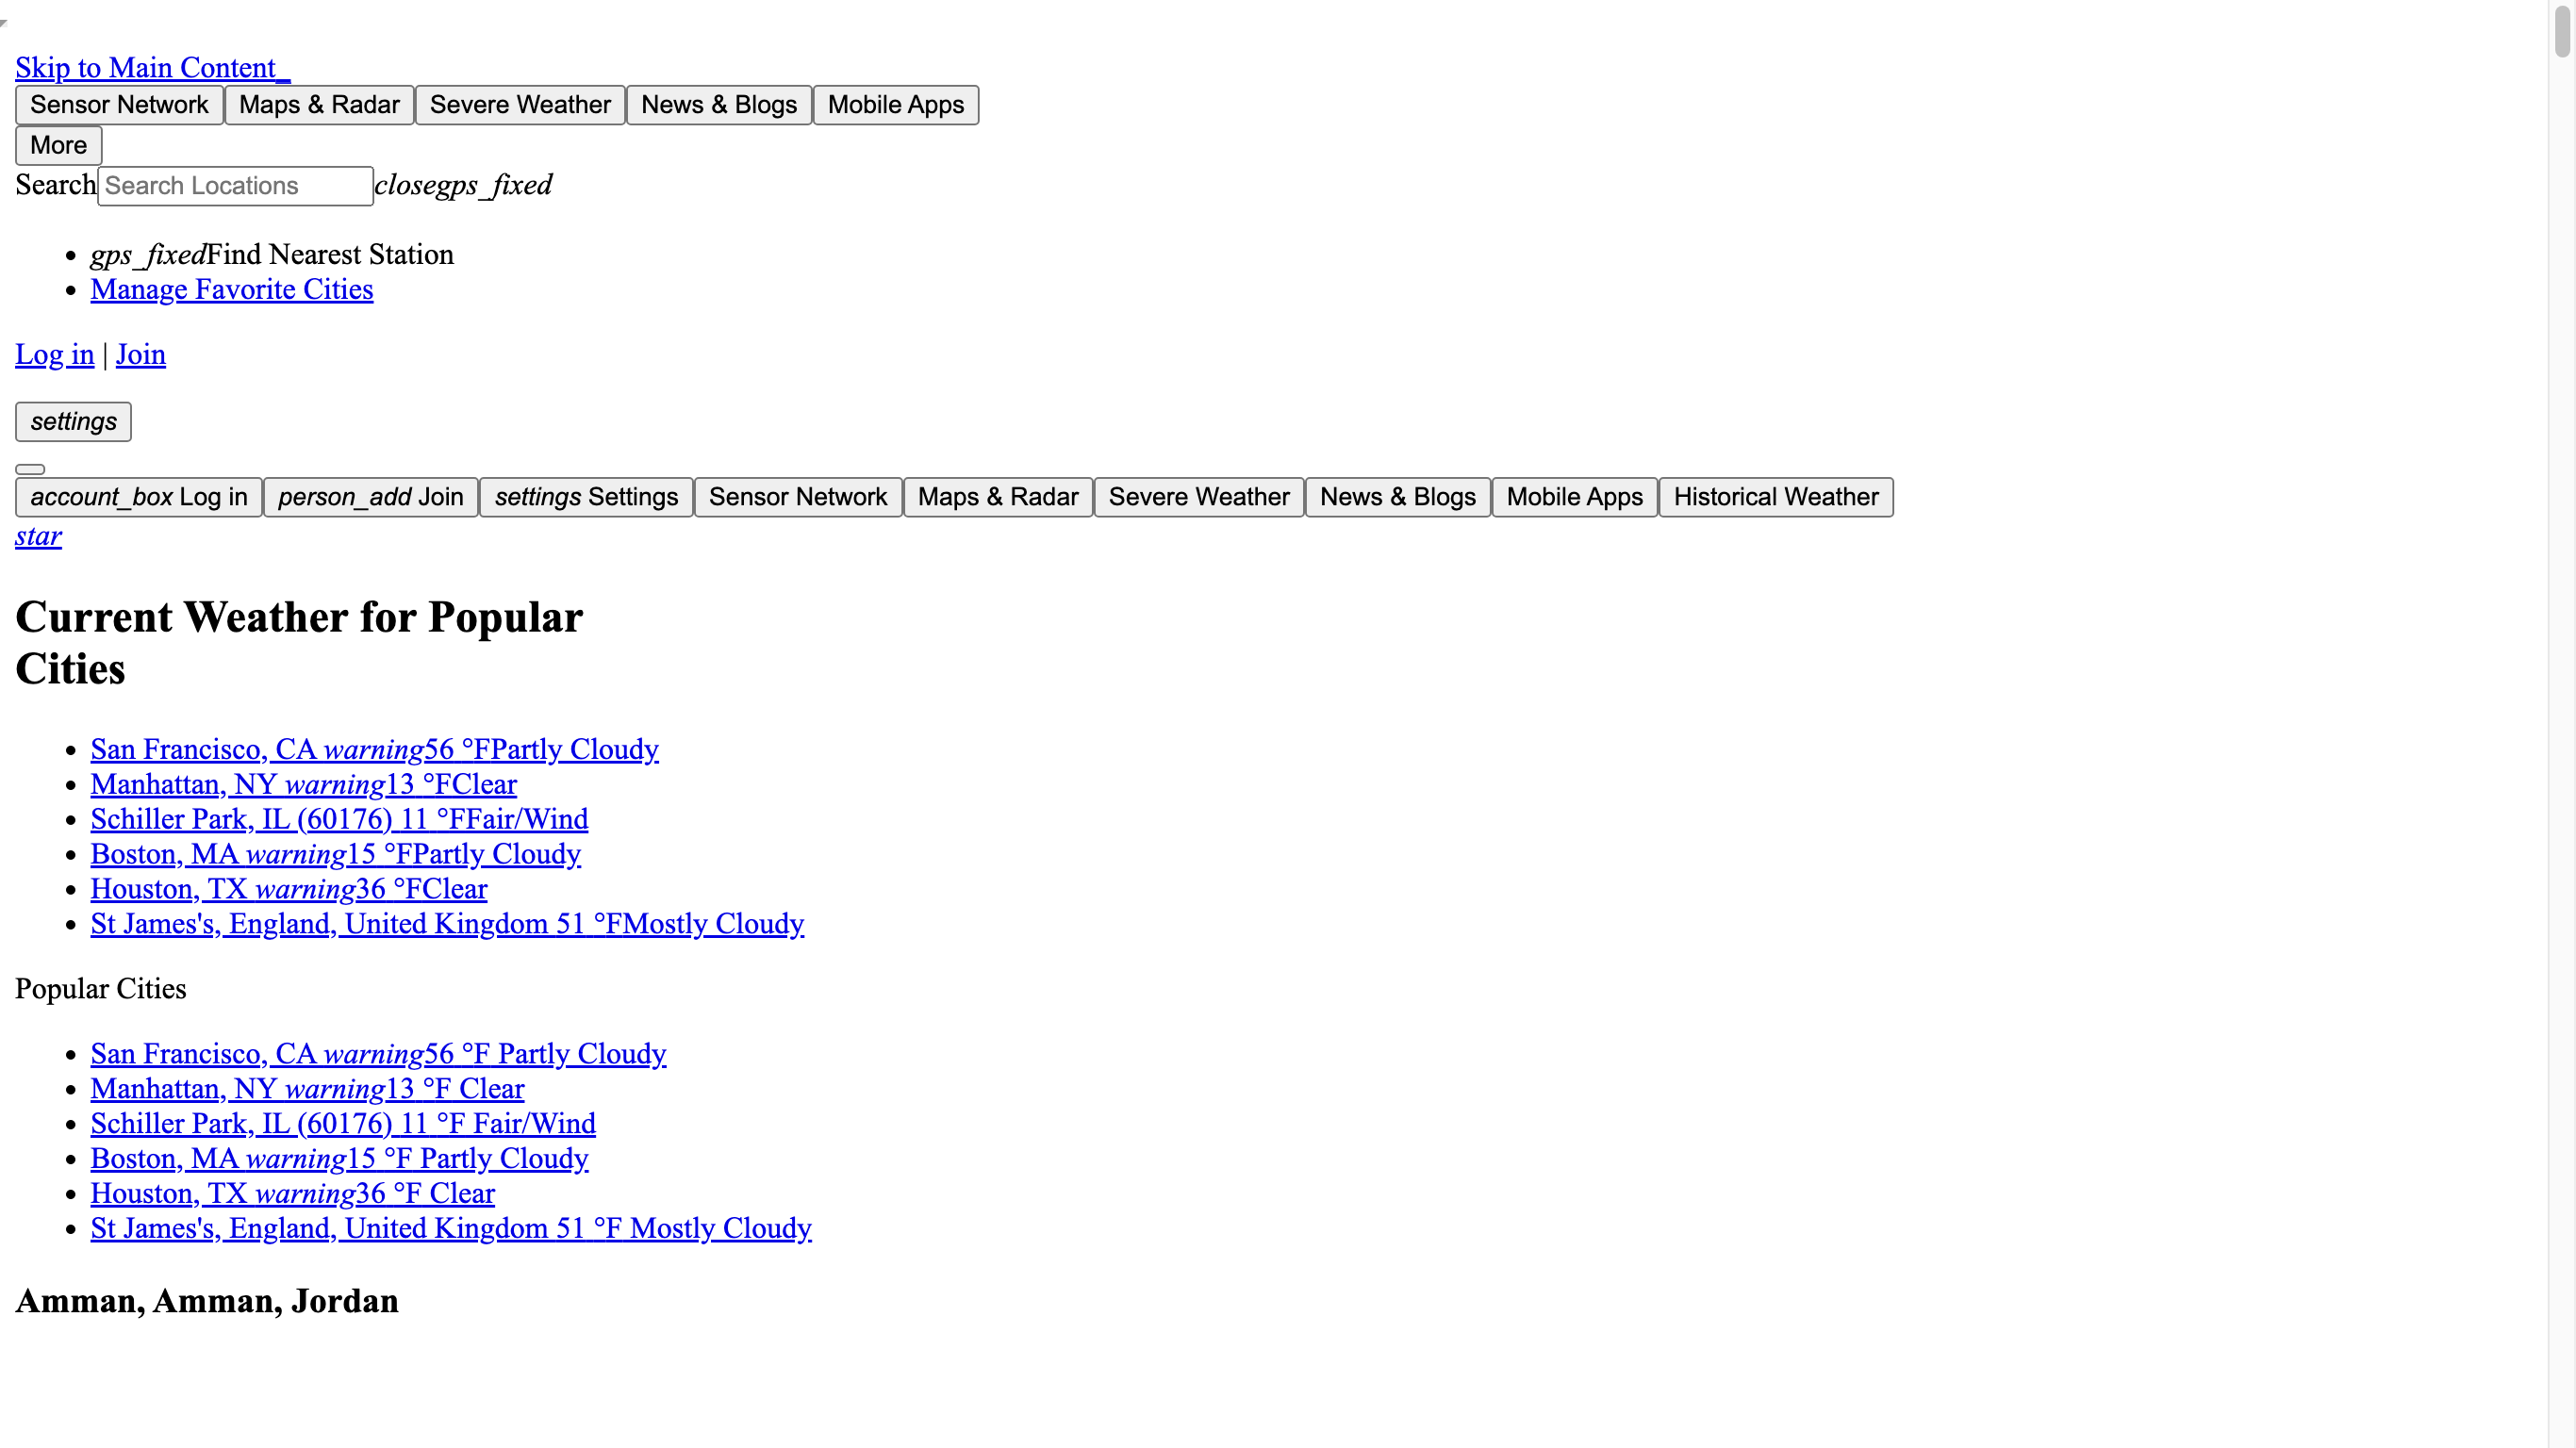 Skip to Main Content_
Sensor Network Maps & Radar Severe Weather News & Blogs Mobile Apps
More
Search Search Locations closegps_fixed
gps_fixedFind Nearest Station
Manage Favorite Cities
Log in | Join
settings
account_box Log in person_add Join settings Settings Sensor Network Maps & Radar Severe Weather News & Blogs Mobile Apps Historical Weather
star
Current Weather for Popular
Cities
San Francisco, CA warning56 °FPartly Cloudy
Manhattan, NY warning13 °FClear
Schiller Park, IL (60176) 11 °FFair/Wind
Boston, MA warning15 °FPartly Cloudy
Houston, TX warning36 °FClear
St James's, England, United Kingdom 51 °FMostly Cloudy
Popular Cities
San Francisco, CA warning56 °F Partly Cloudy
Manhattan, NY warning13 °F Clear
Schiller Park, IL (60176) 11 °F Fair/Wind
Boston, MA warning15 °F Partly Cloudy
Houston, TX warning36 °F Clear
St James's, England, United Kingdom 51 °F Mostly Cloudy
Amman, Amman, Jordan